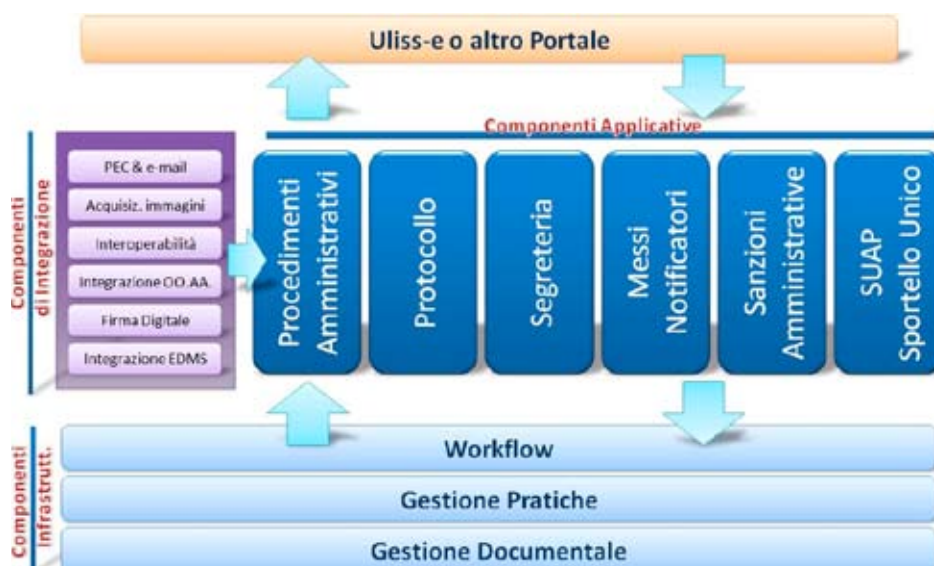 Uliss-e o altro Portale
Componenti Applicative
Componenti
di Integrazione
PEC & e-mail
Acquisiz. immagini
Interoperabilità
Integrazione OO.AA.
Firma Digitale
Integrazione EDMS
Procedimenti
Amministrativi
Protocollo
Segreteria
Messi
Notificatori
Sanzioni
Amministrative
SUAP
Sportello Unico
Componenti
Infrastrutt.
Workflow
Gestione Pratiche
Gestione Documentale